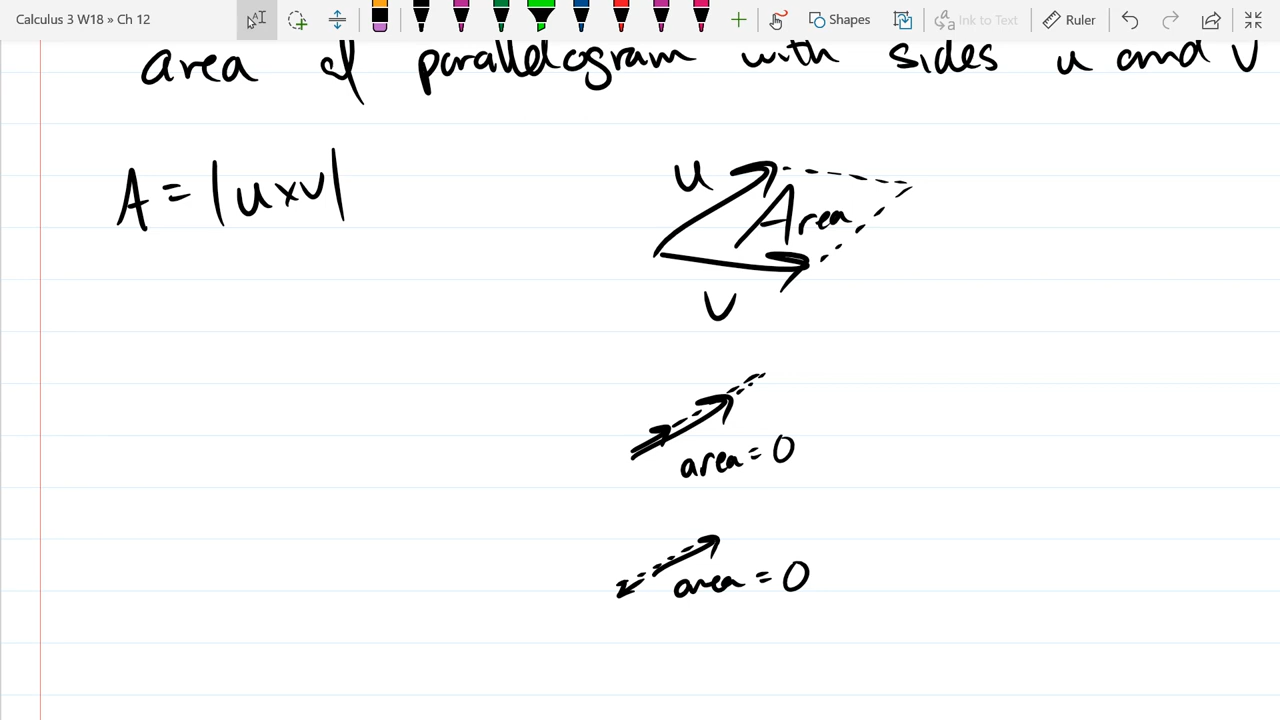 Calculus 3 W18 » Ch 12
Shapes
Ink to Text
Ruler
area of parallelogram with sides u and v
A = |u×v|
u
Area
v
area = 0
area = 0